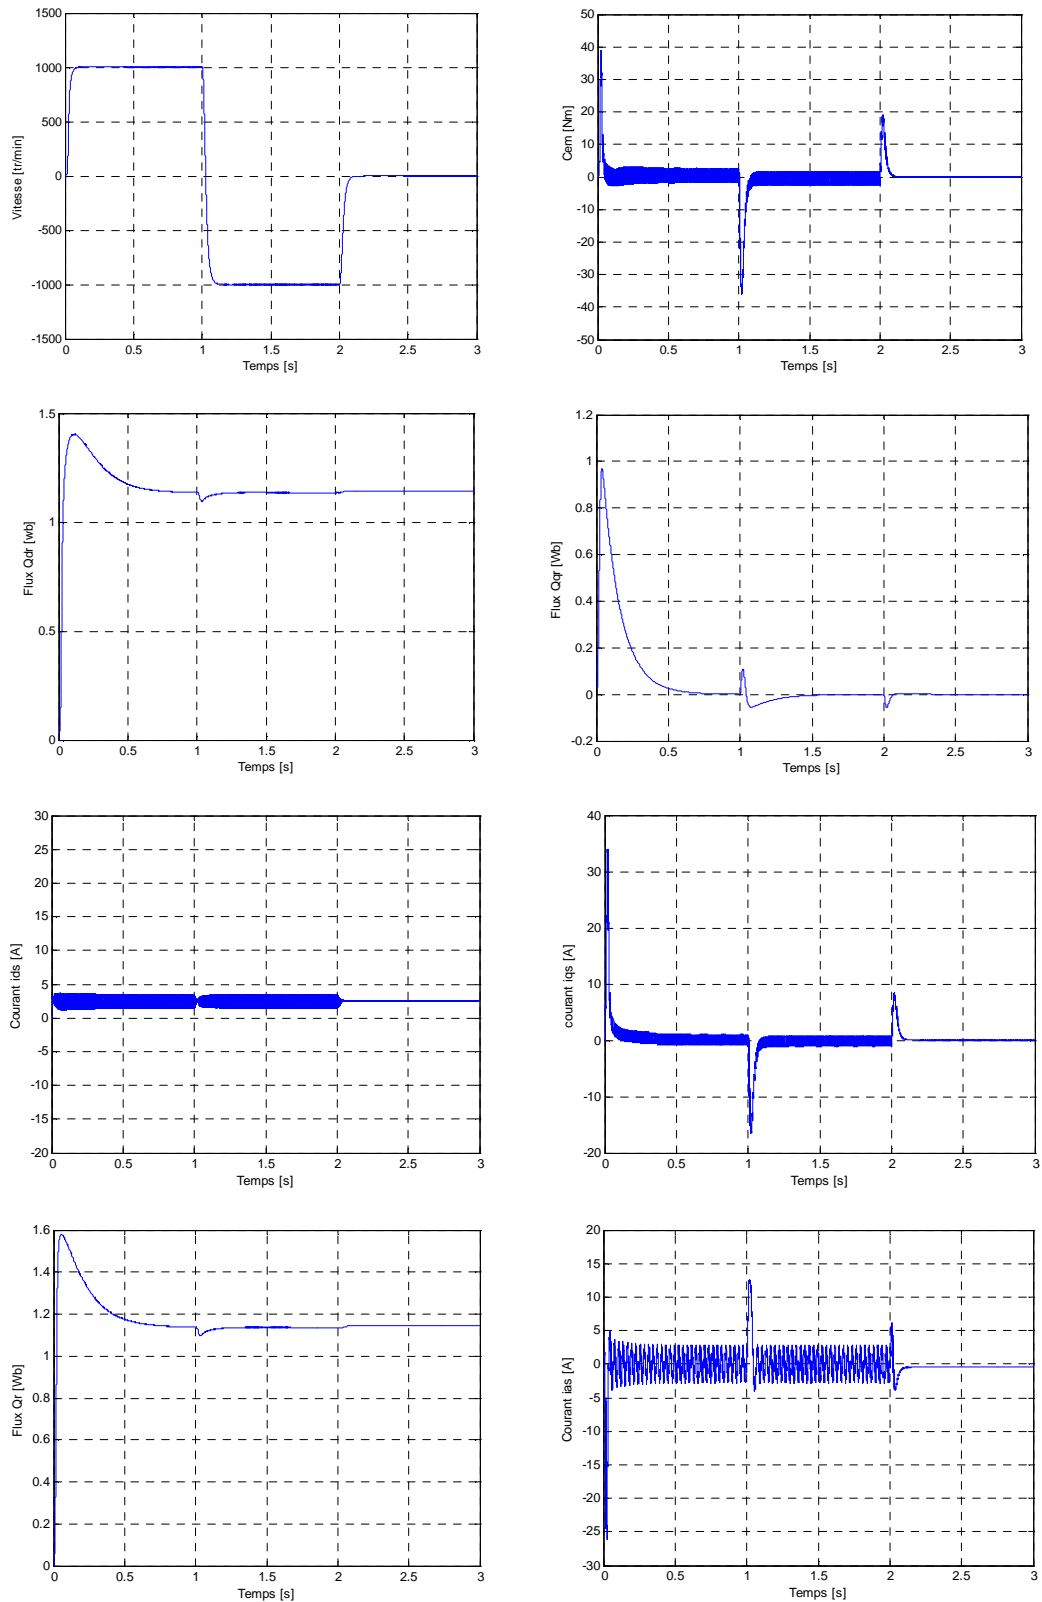 1500
1000
500
0
-500
-1000
-1500
Vitesse [tr/min]
0 0.5 1 1.5 2 2.5 3
Temps [s]
50
40
30
20
10
0
-10
-20
-30
-40
-50
Cem [Nm]
0 0.5 1 1.5 2 2.5 3
Temps [s]
1.5
1
0.5
0
Flux Qdr [wb]
0 0.5 1 1.5 2 2.5 3
Temps [s]
1.2
1
0.8
0.6
0.4
0.2
0
-0.2
Flux Qqr [Wb]
0 0.5 1 1.5 2 2.5 3
Temps [s]
30
25
20
15
10
5
0
-5
-10
-15
-20
Courant ids [A]
0 0.5 1 1.5 2 2.5 3
Temps [s]
40
30
20
10
0
-10
-20
courant iqs [A]
0 0.5 1 1.5 2 2.5 3
Temps [s]
1.6
1.4
1.2
1
0.8
0.6
0.4
0.2
0
Flux Qr [Wb]
0 0.5 1 1.5 2 2.5 3
Temps [s]
20
15
10
5
0
-5
-10
-15
-20
-25
-30
Courant ias [A]
0 0.5 1 1.5 2 2.5 3
Temps [s]